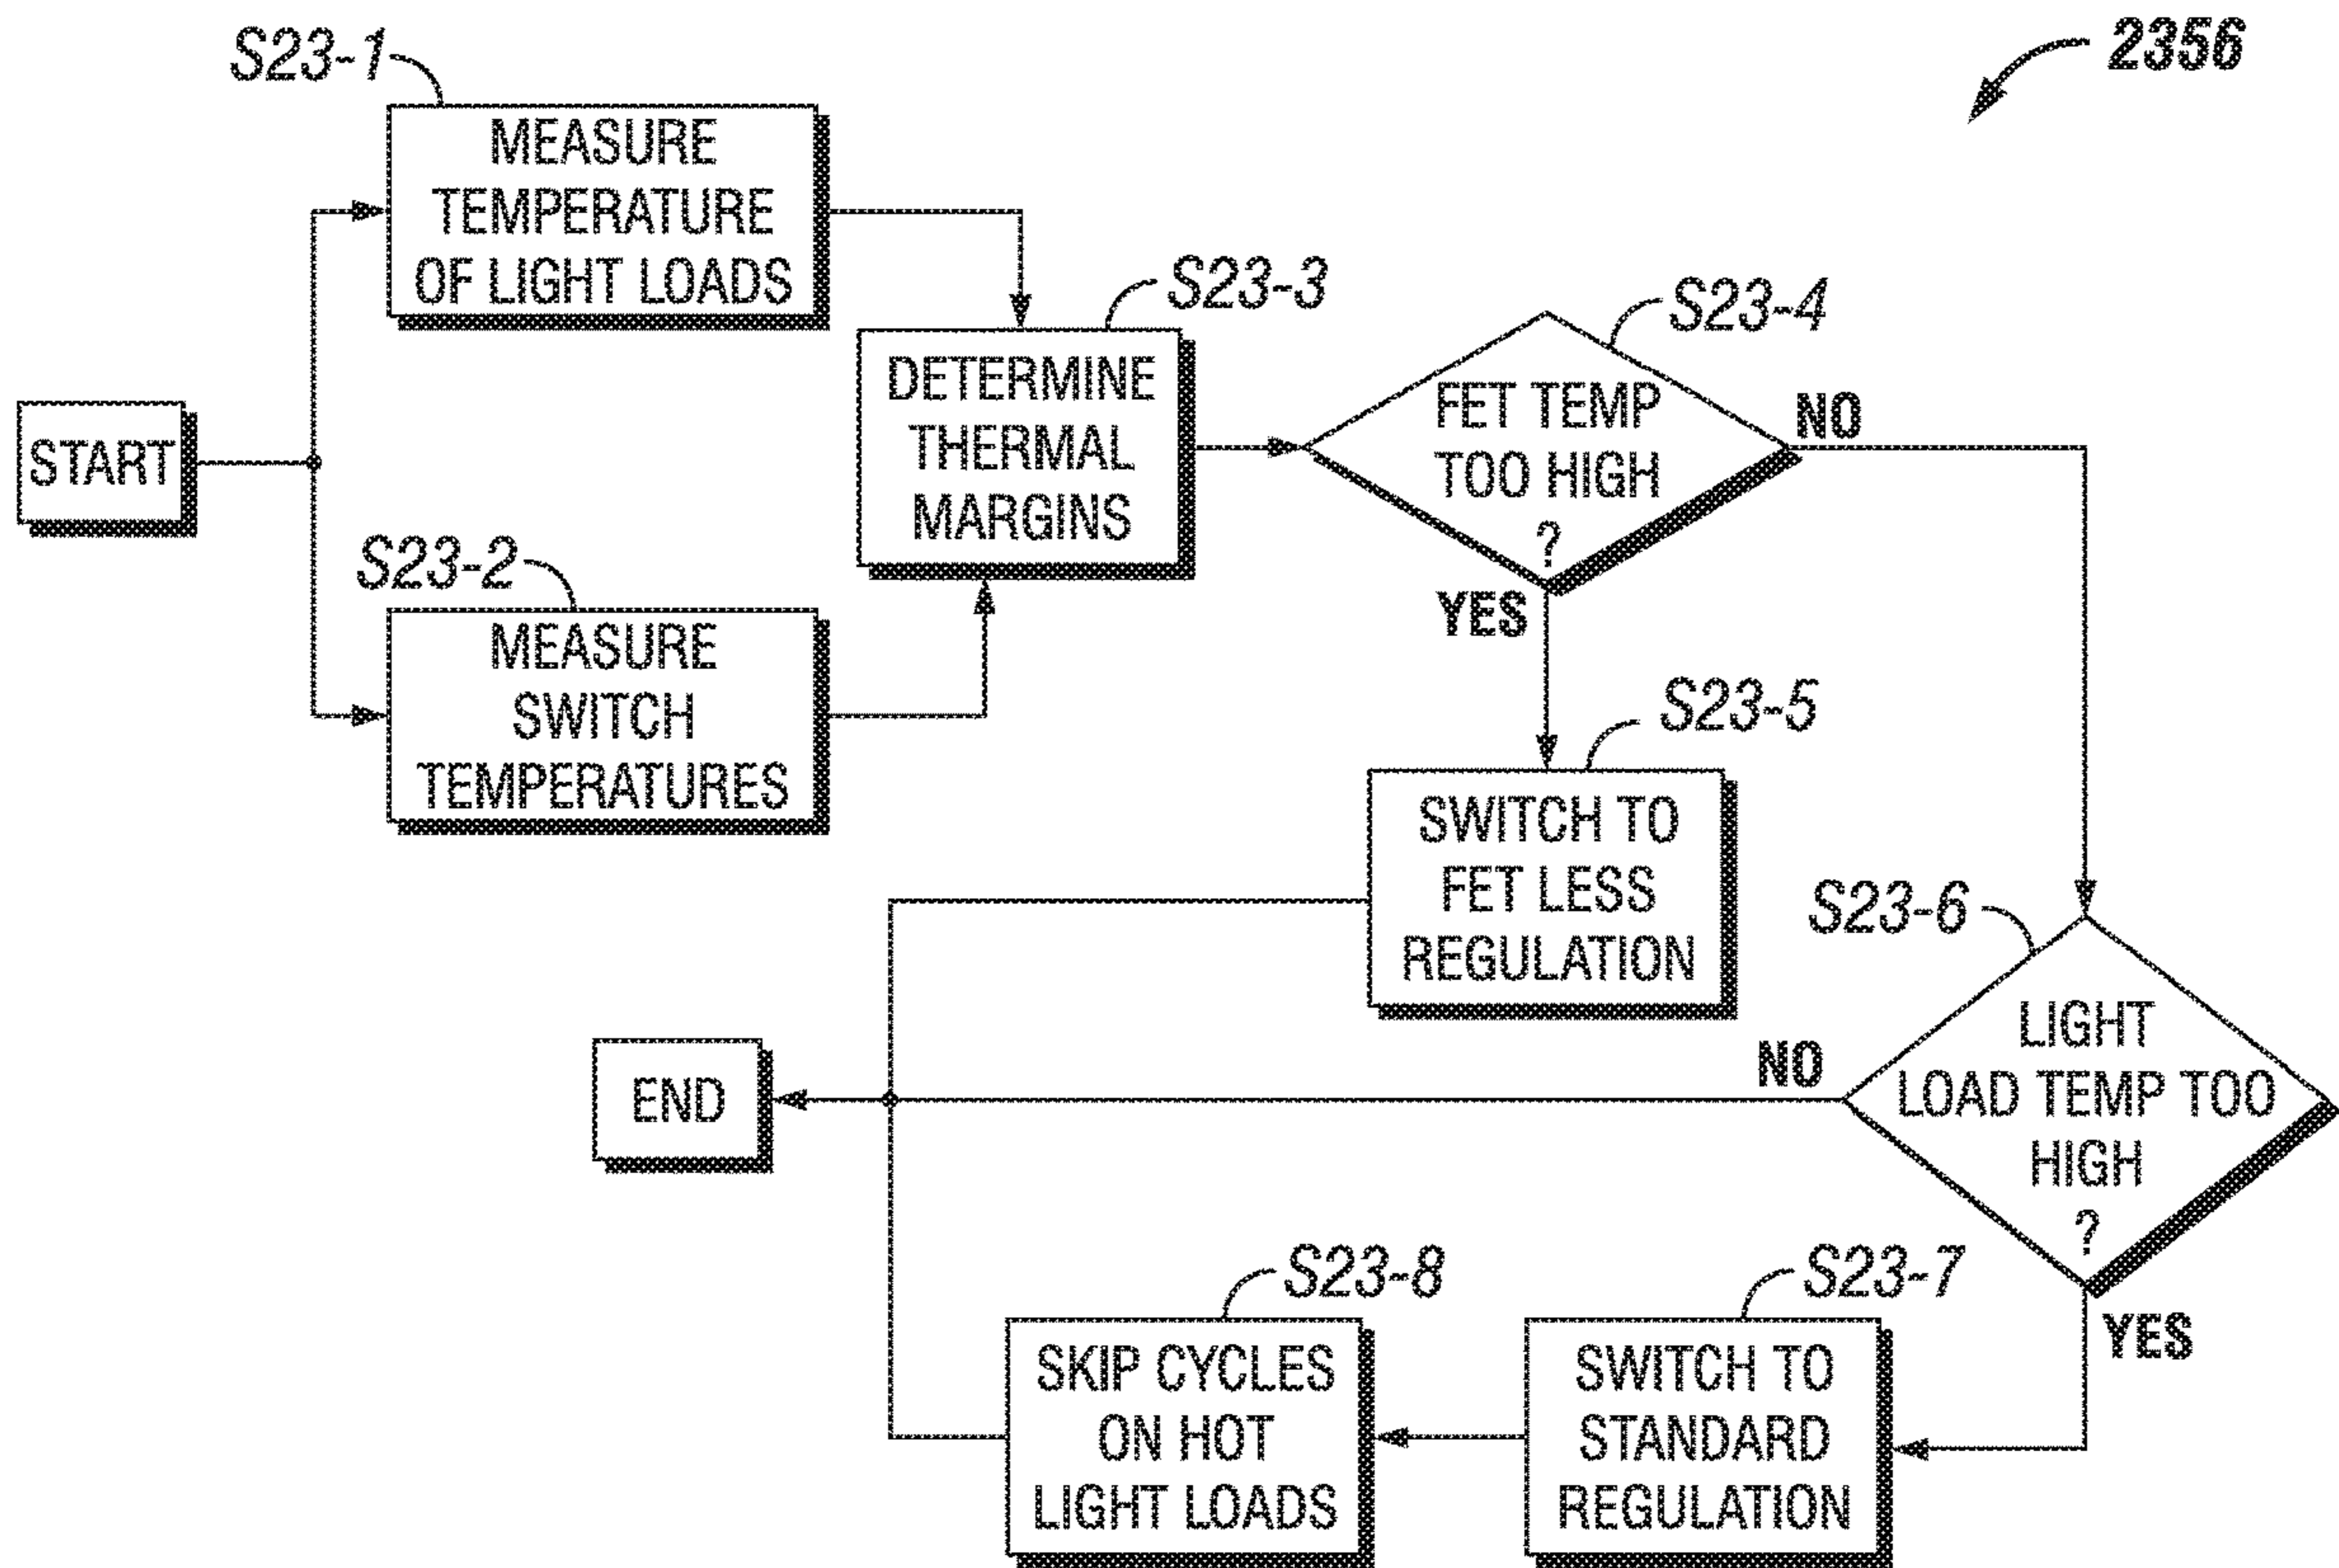 2356
S23-1
MEASURE
TEMPERATURE
OF LIGHT LOADS
START
S23-2
MEASURE
SWITCH
TEMPERATURES
S23-3
DETERMINE
THERMAL
MARGINS
S23-4
FET TEMP
TOO HIGH
?
NO
YES
S23-5
SWITCH TO
FET LESS
REGULATION
S23-6
LIGHT
LOAD TEMP TOO
HIGH
?
NO
YES
END
S23-7
SWITCH TO
STANDARD
REGULATION
S23-8
SKIP CYCLES
ON HOT
LIGHT LOADS